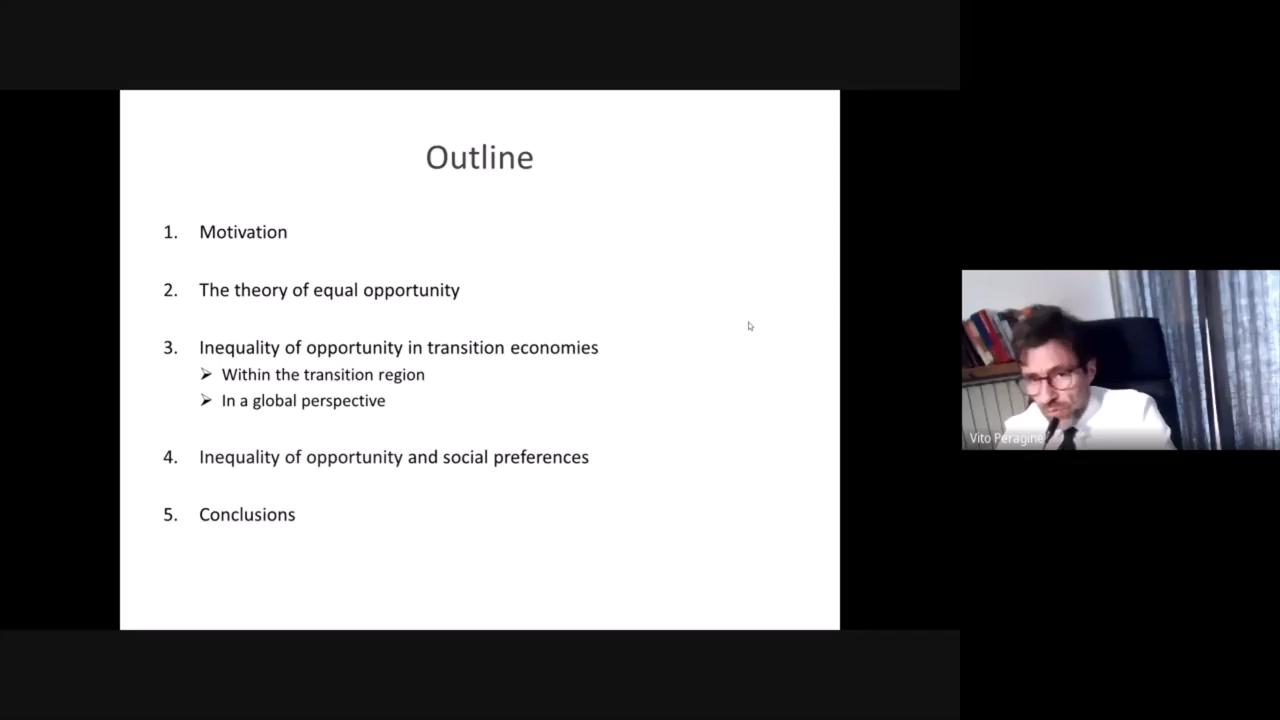 Outline
1. Motivation
2. The theory of equal opportunity
3. Inequality of opportunity in transition economies
➢ Within the transition region
➢ In a global perspective
4. Inequality of opportunity and social preferences
5. Conclusions
Vito Peragine